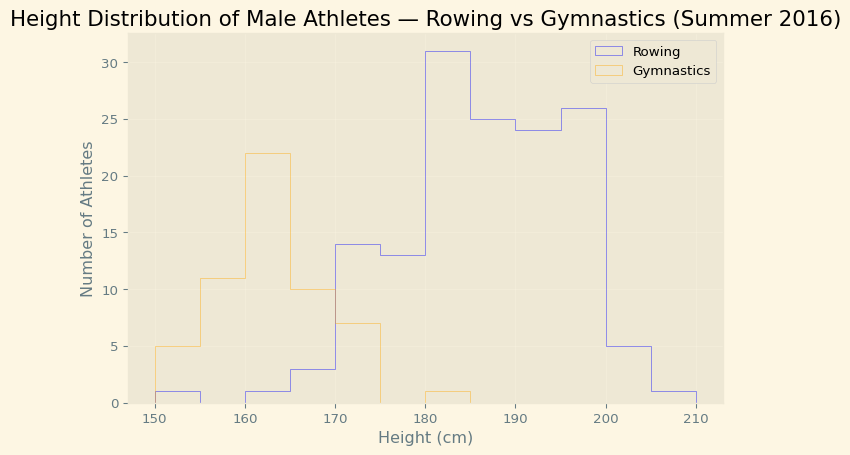 Height Distribution of Male Athletes — Rowing vs Gymnastics (Summer 2016)
Rowing
Gymnastics
Number of Athletes
30
25
20
15
10
5
0
150 160 170 180 190 200 210
Height (cm)